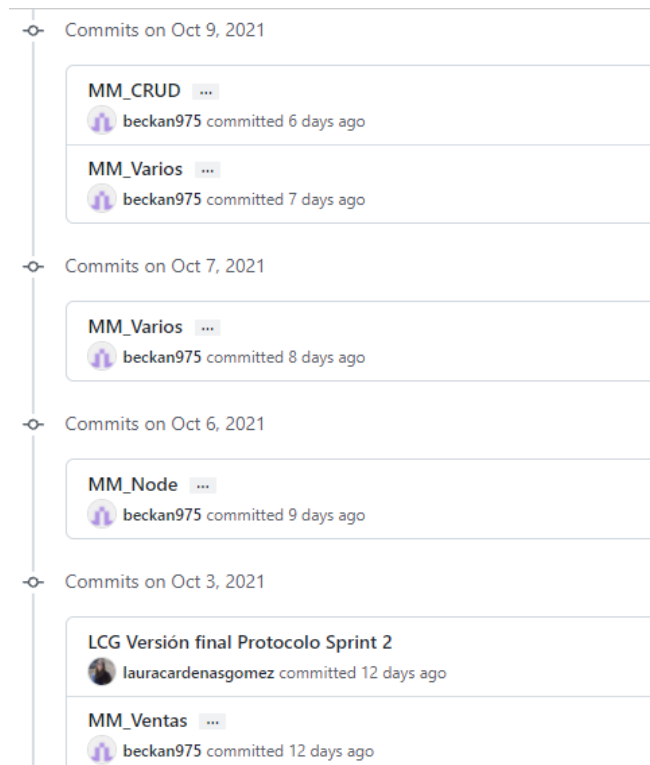 Commits on Oct 9, 2021
MM_CRUD ...
beckan975 committed 6 days ago
MM_Varios ...
beckan975 committed 7 days ago
Commits on Oct 7, 2021
MM_Varios ...
beckan975 committed 8 days ago
Commits on Oct 6, 2021
MM_Node ...
beckan975 committed 9 days ago
Commits on Oct 3, 2021
LCG Versión final Protocolo Sprint 2
lauracardenasgomez committed 12 days ago
MM_Ventas ...
beckan975 committed 12 days ago